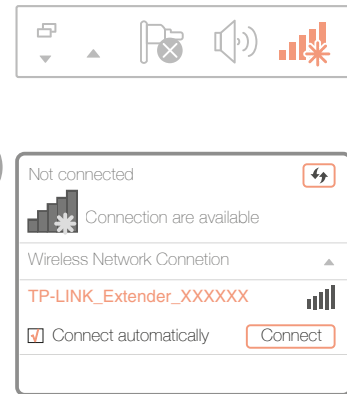 Not connected
Connection are available
Wireless Network Connetion
TP-LINK_Extender_XXXXXX
Connect automatically Connect